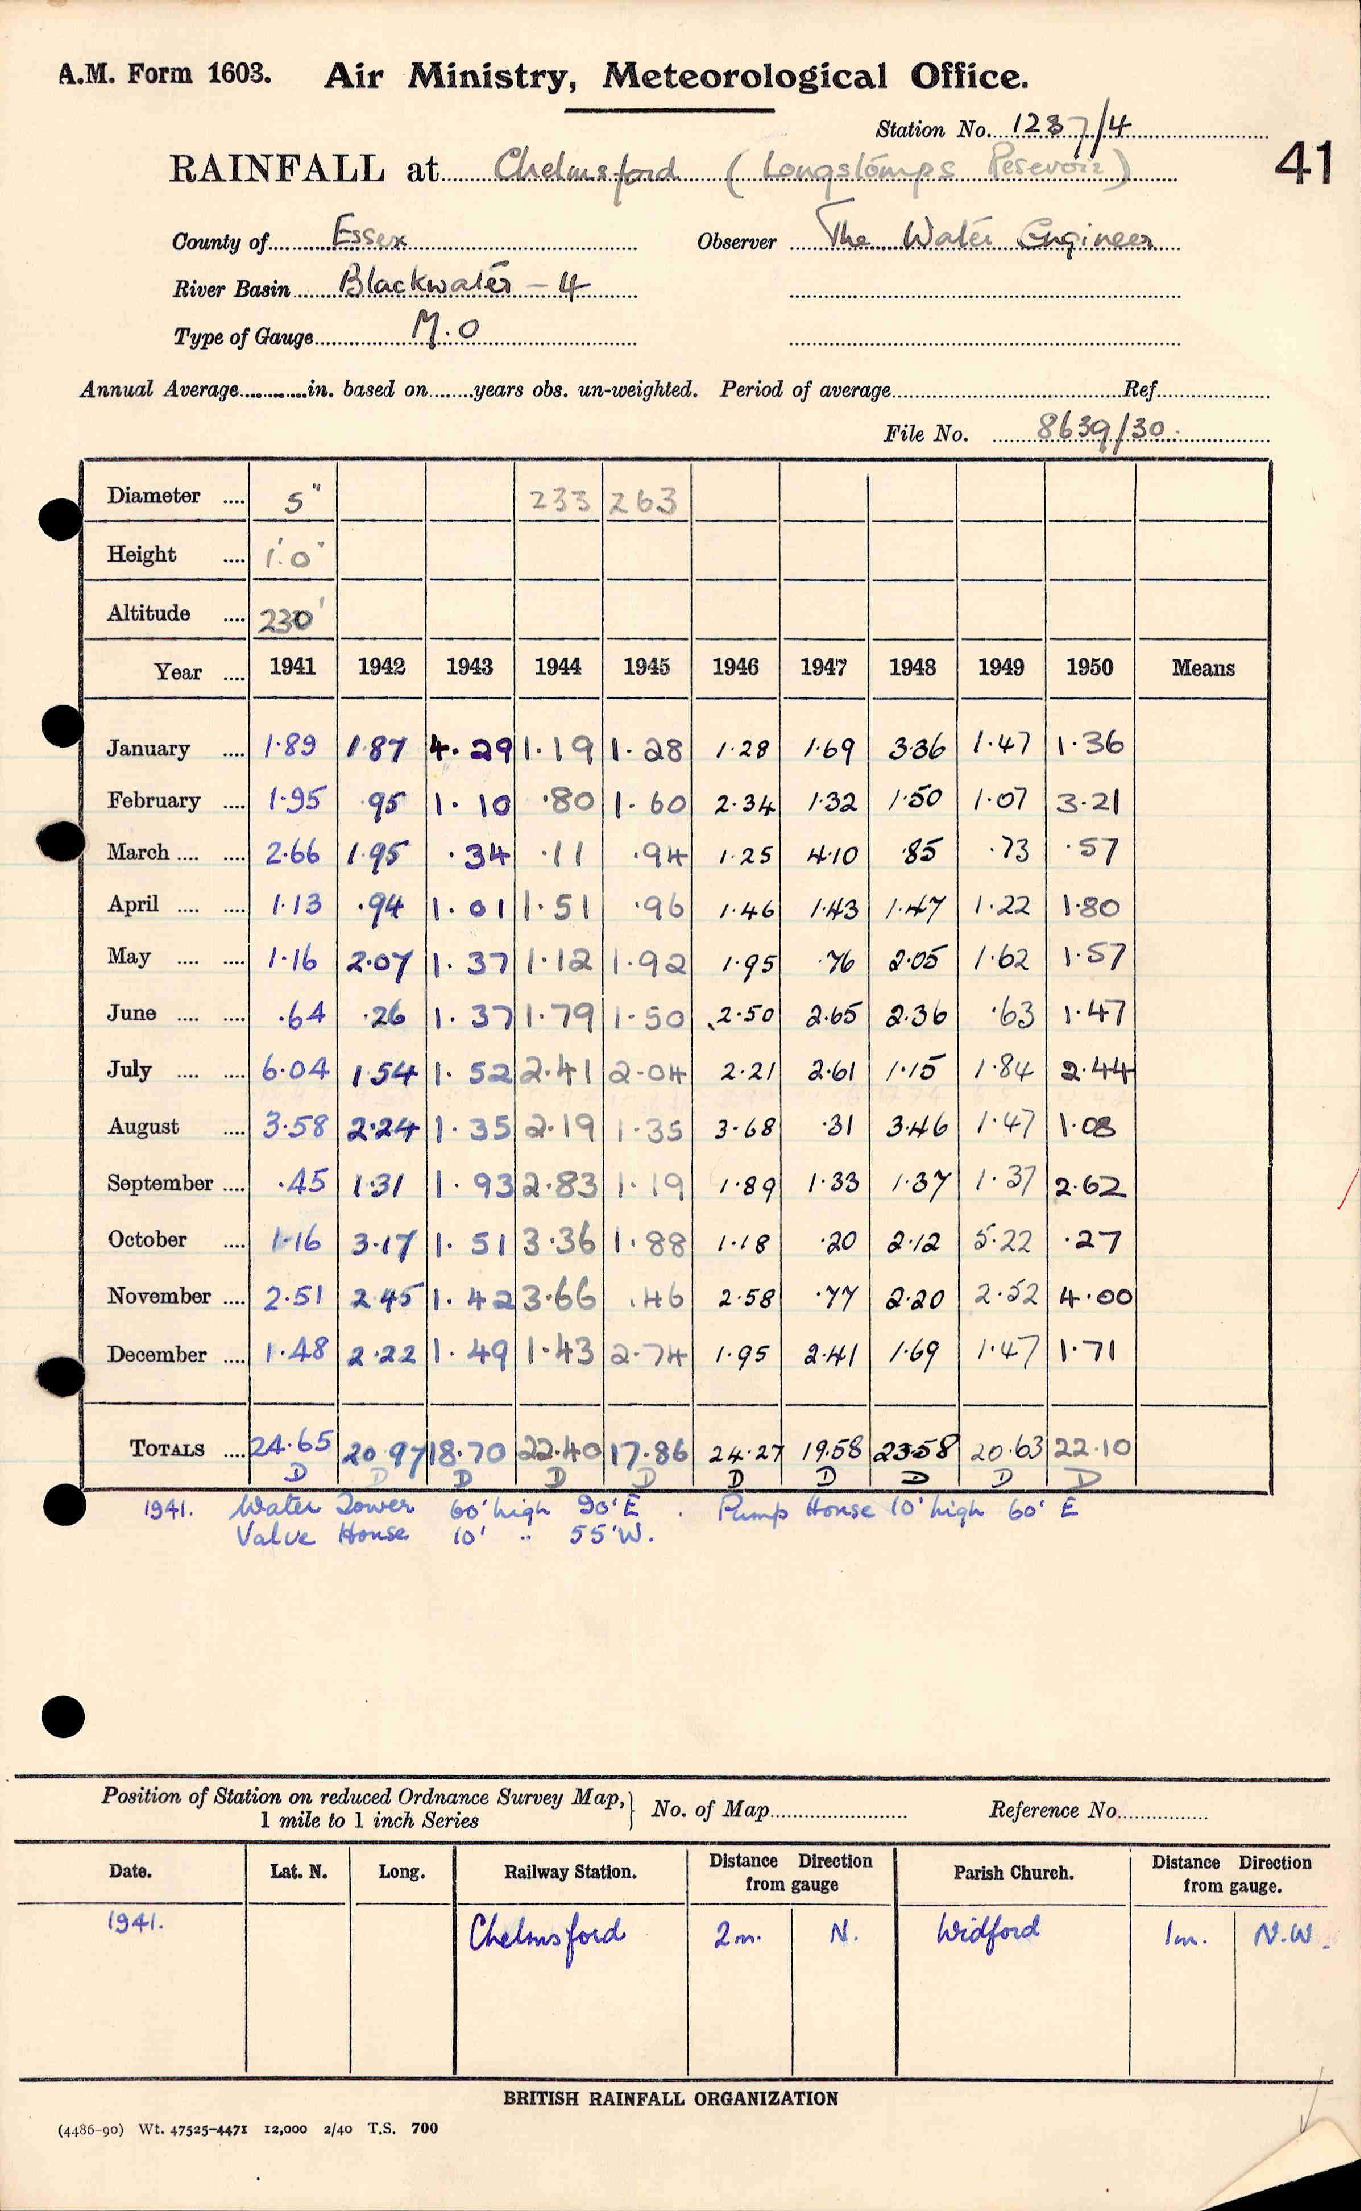 A.M. Form 1603. Air Ministry, Meteorological Office.
Station No. 1287/4
41
RAINFALL at Chelmsford (Longstomps Resevoir)
County of Essex Observer The Water Engineer
River Basin Blackwater - 4
Type of Gauge M.O
Annual Average in. based on years obs. un-weighted. Period of average Ref.
File No. 8639/30.
Diameter .... 5" 233 263
Height .... 1'.0"
Altitude .... 230'
Year .... 1941 1942 1943 1944 1945 1946 1947 1948 1949 1950 Means
January .... 1.89 1.87 4.29 1.19 1.28 1.28 1.69 3.36 1.47 1.36
February .... 1.95 .95 1.10 .80 1.60 2.34 1.32 1.50 1.07 3.21
March .... .... 2.66 1.95 .34 .11 .94 1.25 4.10 .85 .73 .57
April .... .... 1.13 .94 1.01 1.51 .96 1.46 1.43 1.47 1.22 1.80
May .... .... 1.16 2.07 1.37 1.12 1.92 1.95 .76 2.05 1.62 1.57
June .... .... .64 .26 1.37 1.79 1.50 2.50 2.65 2.36 .63 1.47
July .... .... 6.04 1.54 1.52 2.41 2.04 2.21 2.61 1.15 1.84 2.44
August .... 3.58 2.24 1.35 2.19 1.35 3.68 .31 3.46 1.47 1.08
September .... .45 1.31 1.93 2.83 1.19 1.89 1.33 1.37 1.37 2.62
October .... 1.16 3.17 1.51 3.36 1.88 1.18 .20 2.12 5.22 .27
November .... 2.51 2.45 1.42 3.66 .46 2.58 .77 2.20 2.52 4.00
December .... 1.48 2.22 1.49 1.43 2.74 1.95 2.41 1.69 1.47 1.71
TOTALS .... 24.65 20.97 18.70 22.40 17.86 24.27 19.58 23.58 20.63 22.10
D D D D D D D D D D
1941. Water Tower 60' high 90' E. Pump House 10' high 60' E
Valve House 10' " 55' W.
Position of Station on reduced Ordnance Survey Map, 1 mile to 1 inch Series } No. of Map Reference No.
Date. Lat. N. Long. Railway Station. Distance Direction from gauge Parish Church. Distance Direction from gauge.
1941. Chelmsford 2m. N. Widford 1m. N.W.
BRITISH RAINFALL ORGANIZATION
(4486-90) Wt. 47525-4471 12,000 2/40 T.S. 700